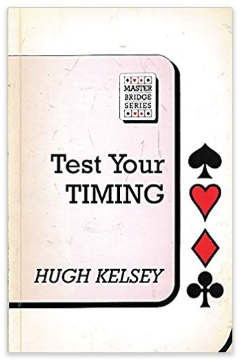 MASTER
BRIDGE
SERIES
Test Your
TIMING
HUGH KELSEY